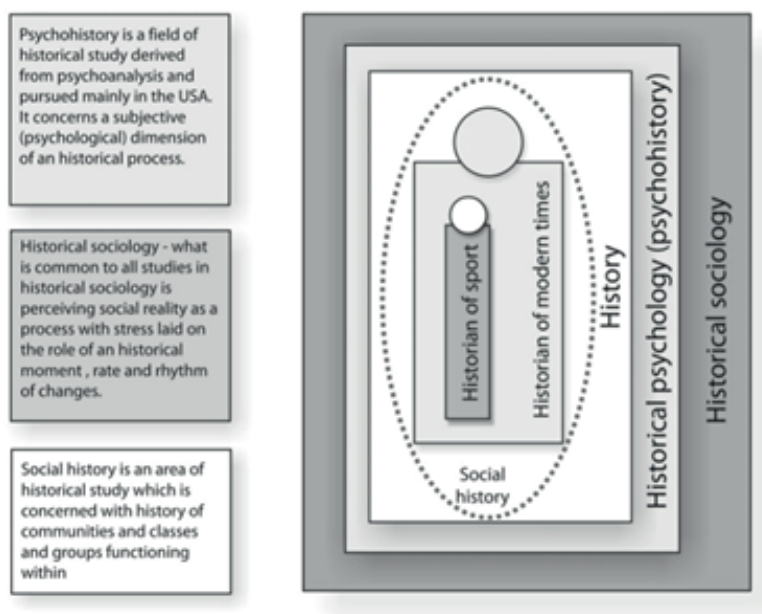 Psychohistory is a field of
historical study derived
from psychoanalysis and
pursued mainly in the USA.
It concerns a subjective
(psychological) dimension
of an historical process.
Historical sociology - what
is common to all studies in
historical sociology is
perceiving social reality as a
process with stress laid on
the role of an historical
moment , rate and rhythm
of changes.
Social history is an area of
historical study which is
concerned with history of
communities and classes
and groups functioning
within
Historian of sport
Historian of modern times
Social
history
History
Historical psychology (psychohistory)
Historical sociology